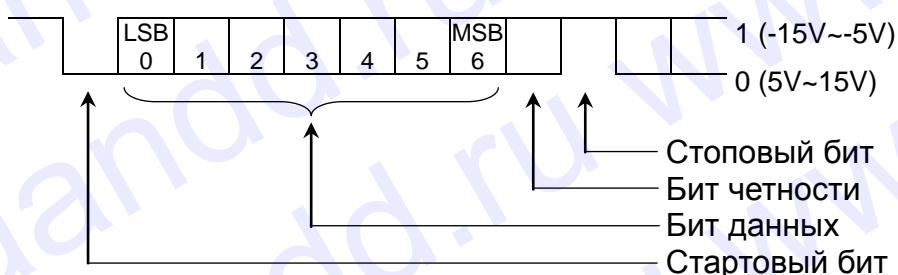 LSB MSB
0 1 2 3 4 5 6
1 (-15V~-5V)
0 (5V~15V)
Стоповый бит
Бит четности
Бит данных
Стартовый бит